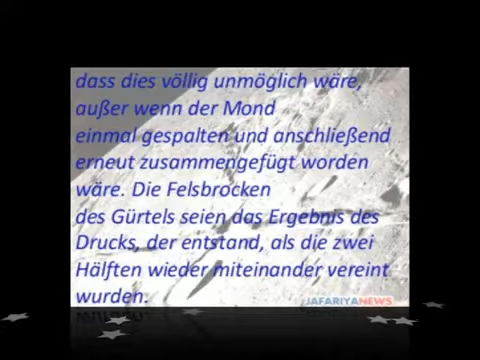 dass dies völlig unmöglich wäre,
außer wenn der Mond
einmal gespalten und anschließend
erneut zusammengefügt worden
wäre. Die Felsbrocken
des Gürtels seien das Ergebnis des
Drucks, der entstand, als die zwei
Hälften wieder miteinander vereint
wurden.
JAFARIYANEWS